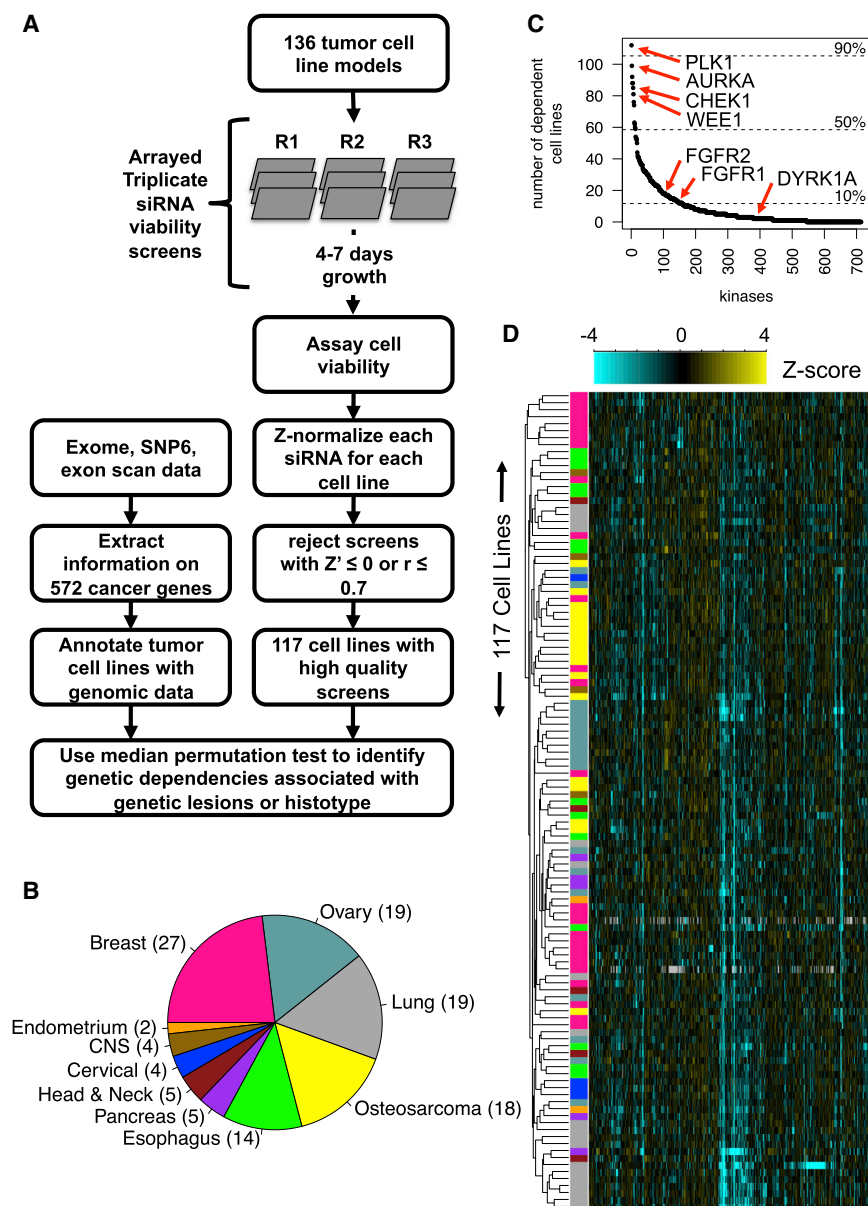 A
136 tumor cell
line models
R1 R2 R3
Arrayed
Triplicate
siRNA
viability
screens
4-7 days
growth
Assay cell
viability
Exome, SNP6,
exon scan data
Z-normalize each
siRNA for each
cell line
Extract
information on
572 cancer genes
reject screens
with Z' ≤ 0 or r ≤
0.7
Annotate tumor
cell lines with
genomic data
117 cell lines with
high quality
screens
Use median permutation test to identify
genetic dependencies associated with
genetic lesions or histotype
B
Ovary (19)
Breast (27)
Lung (19)
Endometrium (2)
CNS (4)
Cervical (4)
Head & Neck (5)
Pancreas (5)
Esophagus (14)
Osteosarcoma (18)
C
number of dependent
cell lines
100
80
60
40
20
0
90%
50%
10%
PLK1
AURKA
CHEK1
WEE1
FGFR2
FGFR1
DYRK1A
0 100 200 300 400 500 600 700
kinases
D
-4 0 4
Z-score
117 Cell Lines